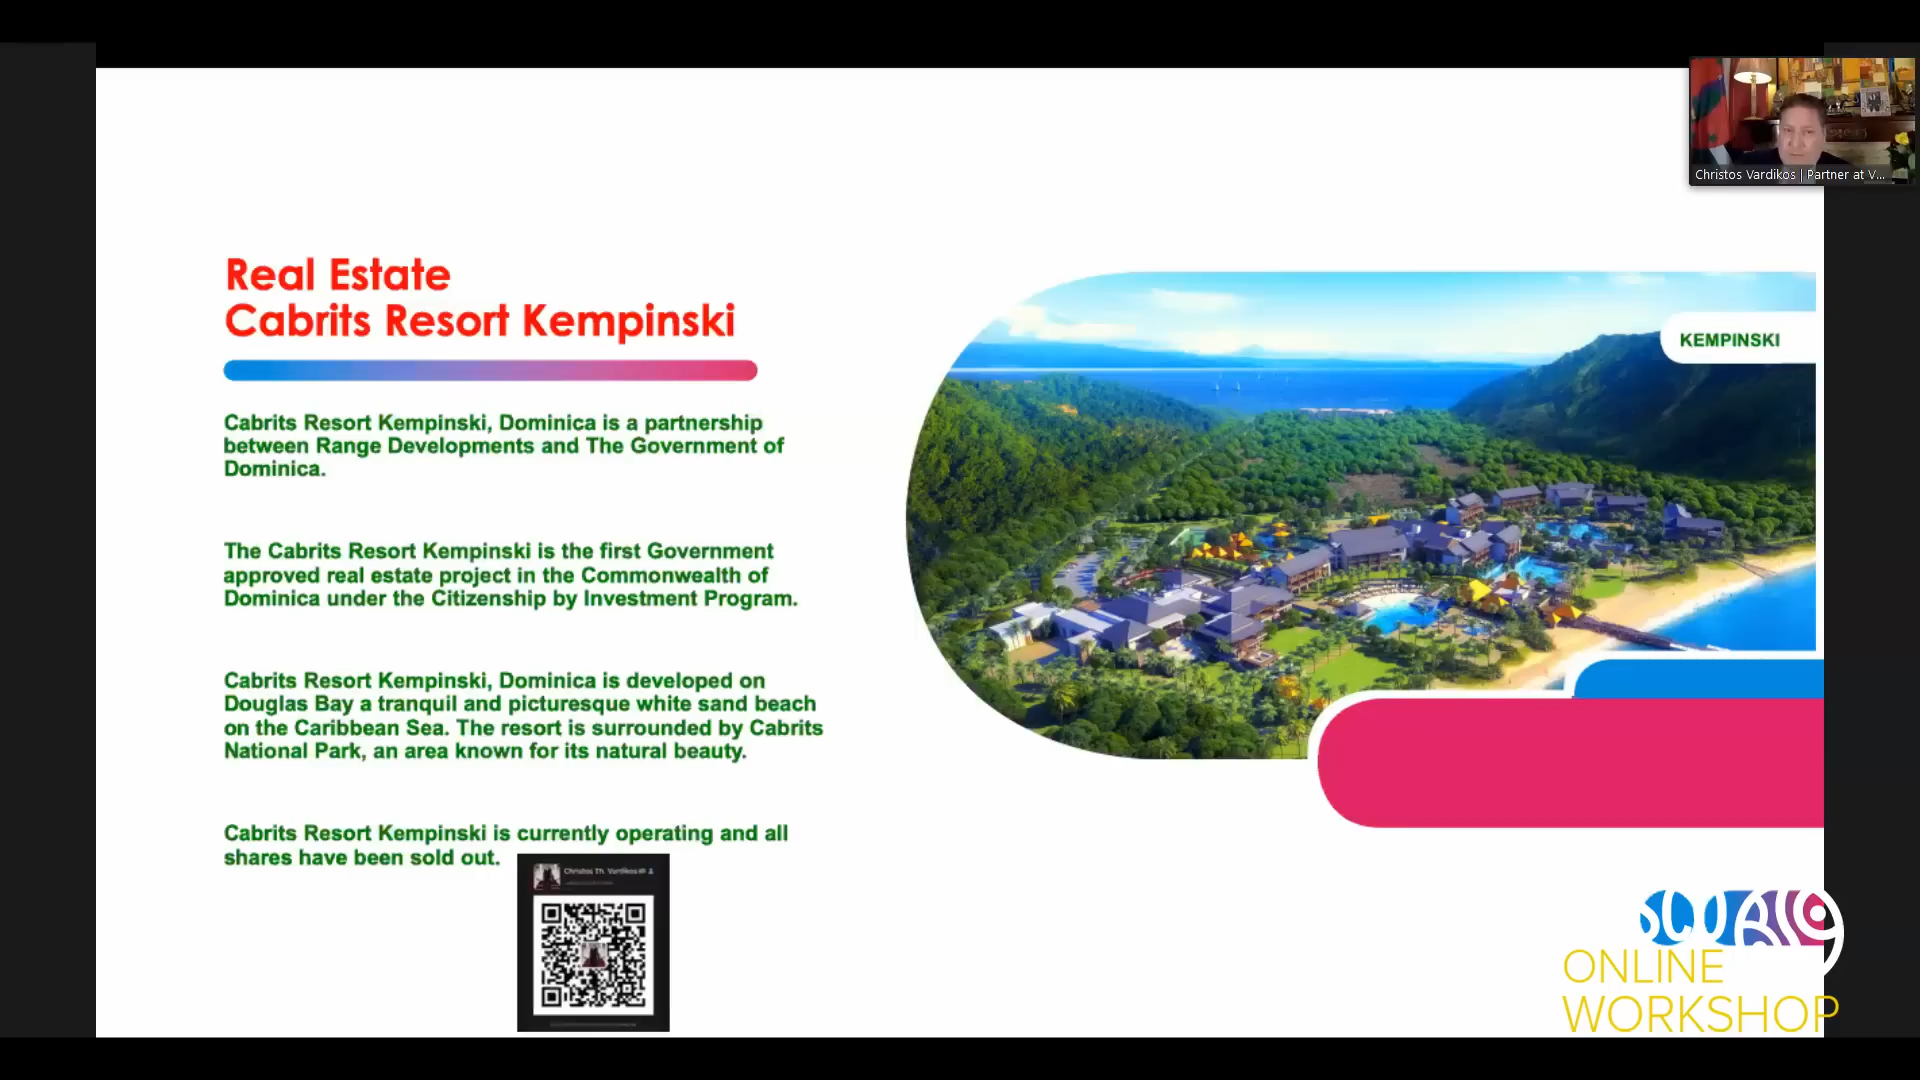 Christos Vardikos | Partner at V...
Real Estate
Cabrits Resort Kempinski
KEMPINSKI
Cabrits Resort Kempinski, Dominica is a partnership
between Range Developments and The Government of
Dominica.
The Cabrits Resort Kempinski is the first Government
approved real estate project in the Commonwealth of
Dominica under the Citizenship by Investment Program.
Cabrits Resort Kempinski, Dominica is developed on
Douglas Bay a tranquil and picturesque white sand beach
on the Caribbean Sea. The resort is surrounded by Cabrits
National Park, an area known for its natural beauty.
Cabrits Resort Kempinski is currently operating and all
shares have been sold out.
Christos Th. Vardikos
ONLINE
WORKSHOP